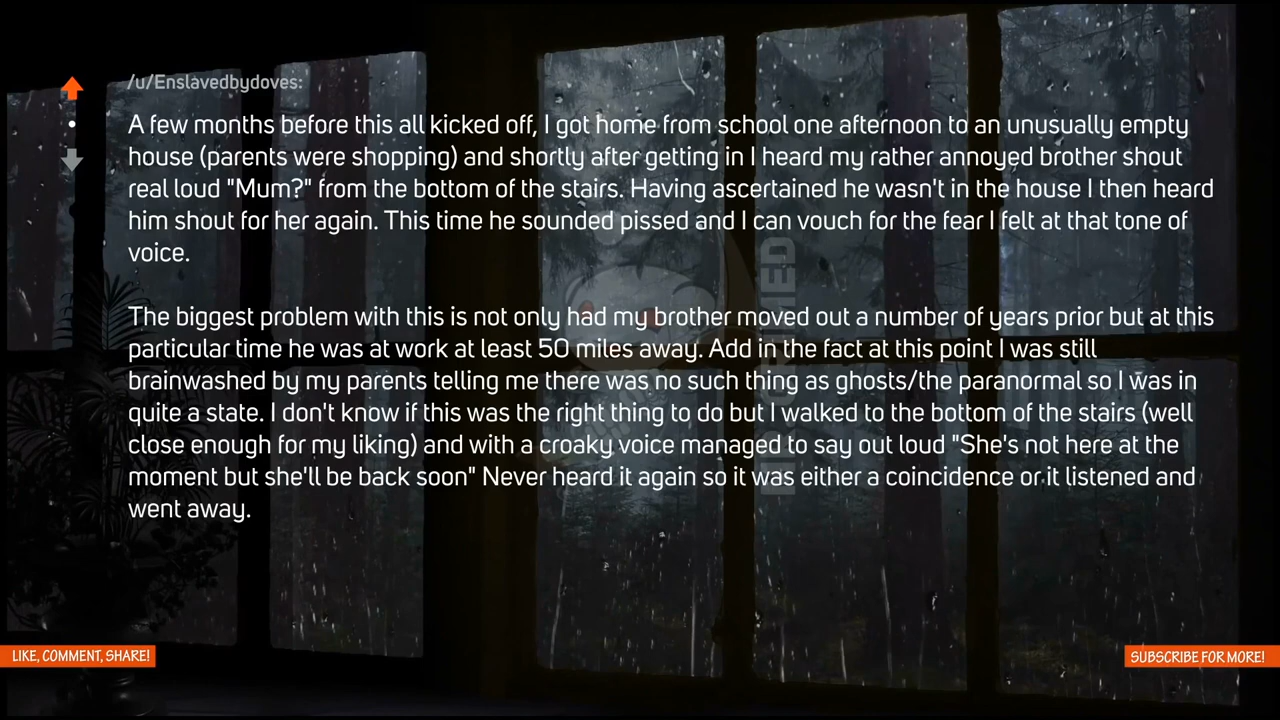 /u/Enslavedbydoves:
A few months before this all kicked off, I got home from school one afternoon to an unusually empty
house (parents were shopping) and shortly after getting in I heard my rather annoyed brother shout
real loud "Mum?" from the bottom of the stairs. Having ascertained he wasn't in the house I then heard
him shout for her again. This time he sounded pissed and I can vouch for the fear I felt at that tone of
voice.
The biggest problem with this is not only had my brother moved out a number of years prior but at this
particular time he was at work at least 50 miles away. Add in the fact at this point I was still
brainwashed by my parents telling me there was no such thing as ghosts/the paranormal so I was in
quite a state. I don't know if this was the right thing to do but I walked to the bottom of the stairs (well
close enough for my liking) and with a croaky voice managed to say out loud "She's not here at the
moment but she'll be back soon" Never heard it again so it was either a coincidence or it listened and
went away.
LIKE, COMMENT, SHARE!
SUBSCRIBE FOR MORE!